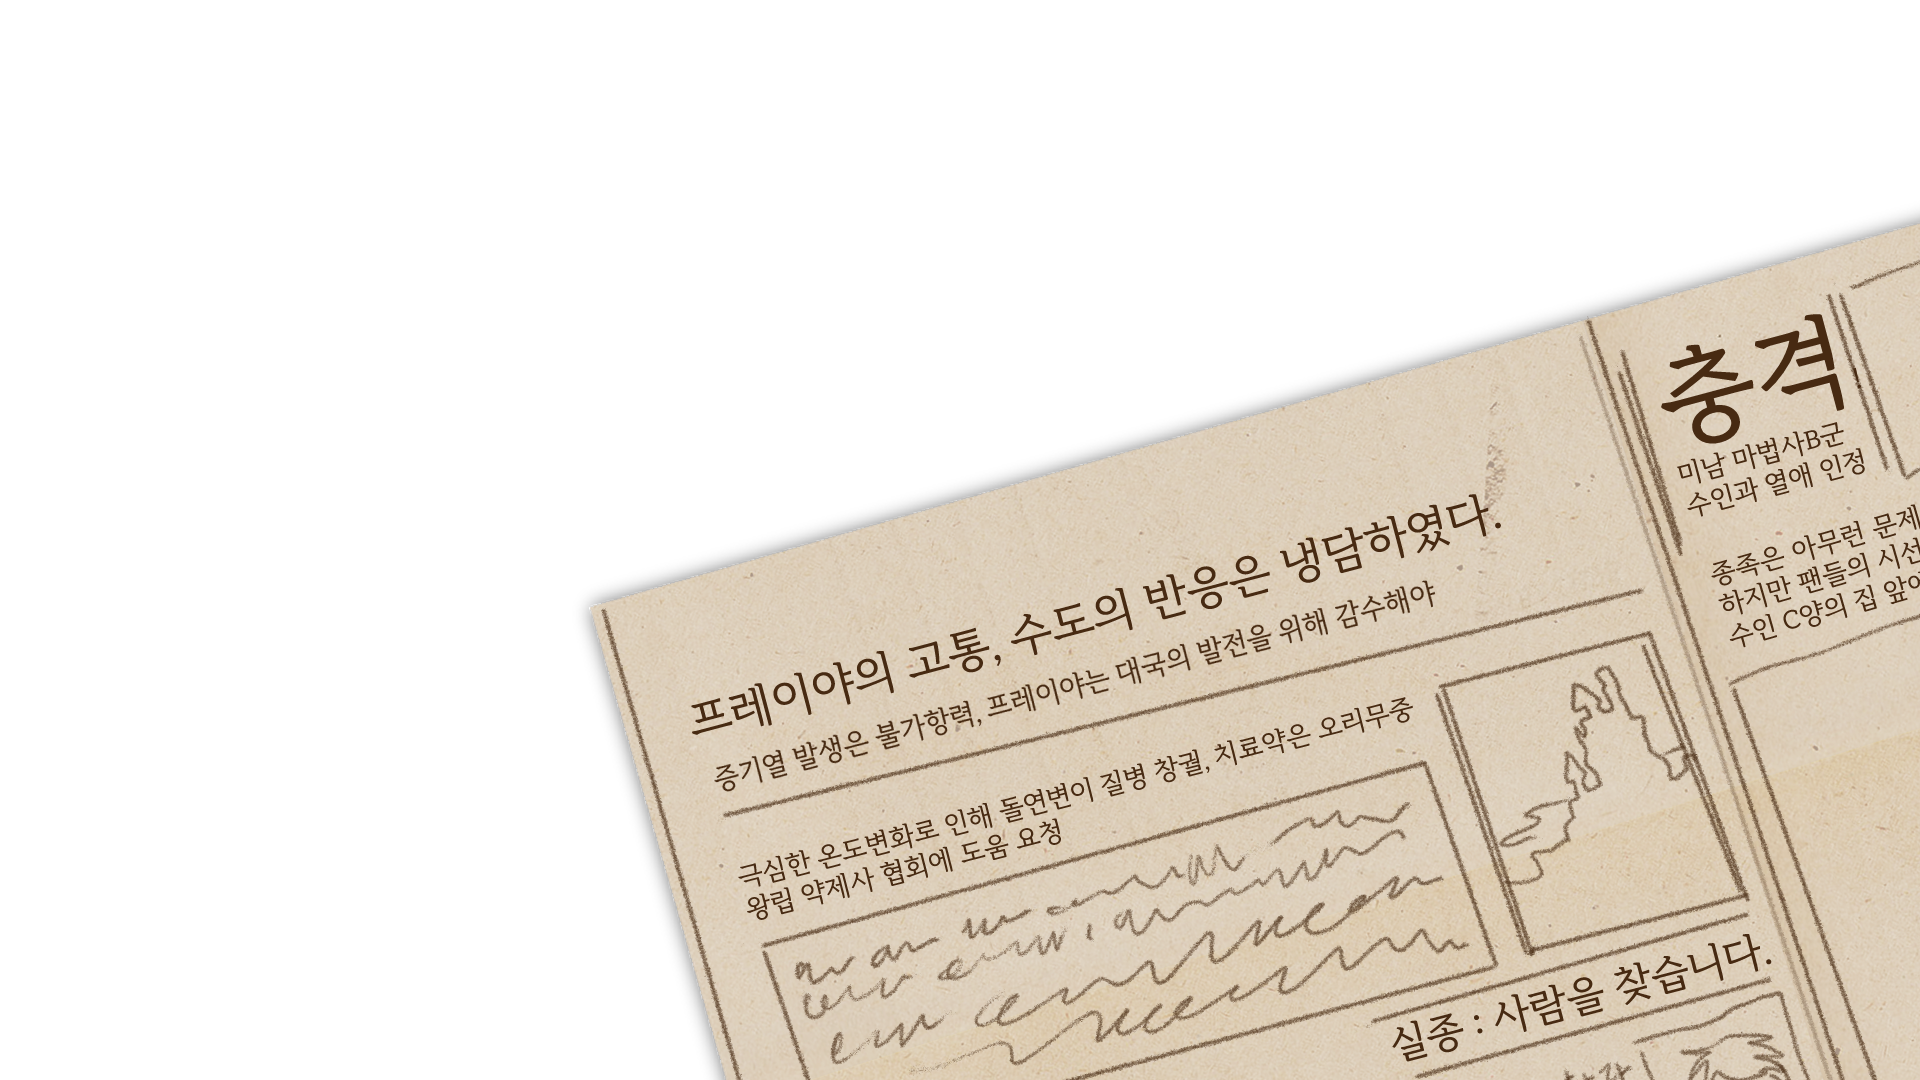 프레이야의 고통, 수도의 반응은 냉담하였다.
증기열 발생은 불가항력, 프레이야는 대국의 발전을 위해 감수해야
극심한 온도변화로 인해 돌연변이 질병 창궐, 치료약은 오리무중
왕립 약제사 협회에 도움 요청
실종 : 사람을 찾습니다.
충격
미남 마법사B군
수인과 열애 인정
종족은 아무런 문제
하지만 팬들의 시선
수인 C양의 집 앞에